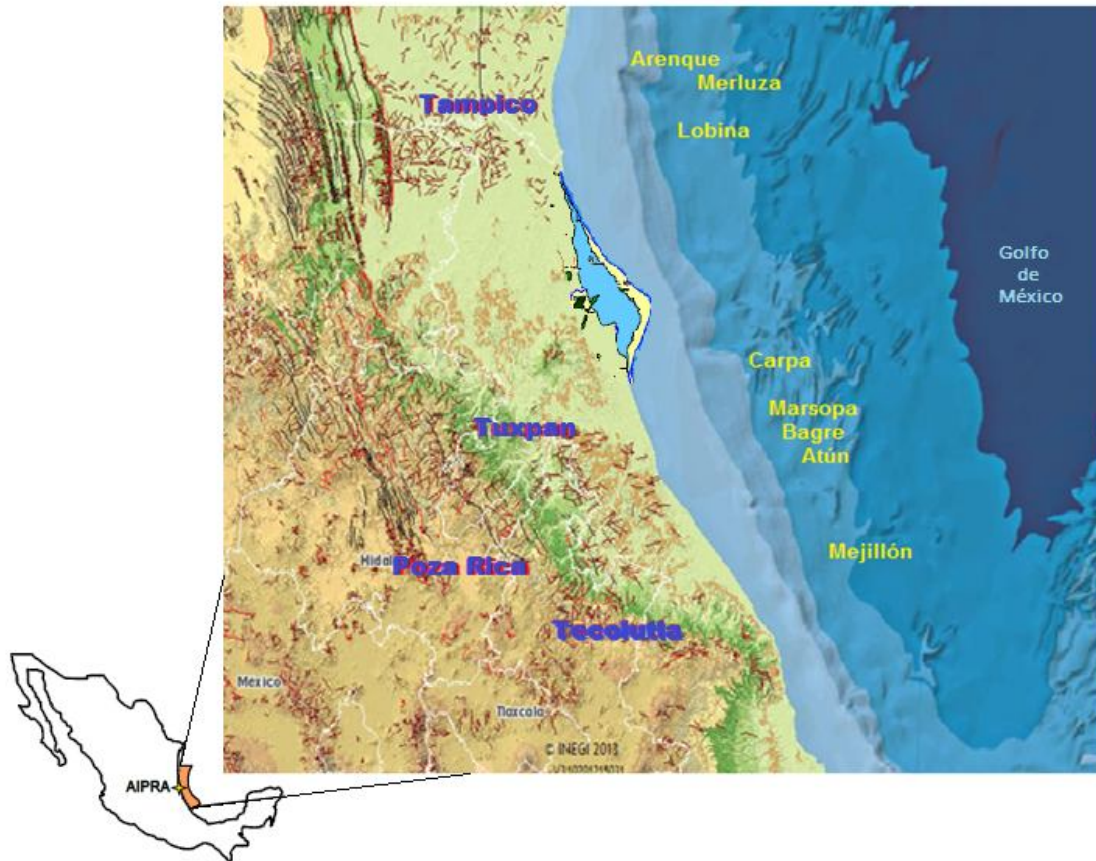 Arenque
Merluza
Tampico
Lobina
Golfo
de
México
Carpa
Marsopa
Tuxpan
Bagre
Atún
Mejillón
Poza Rica
Tecolutla
Mexico
Tlaxcala
© INEGI 2013
AIPRA